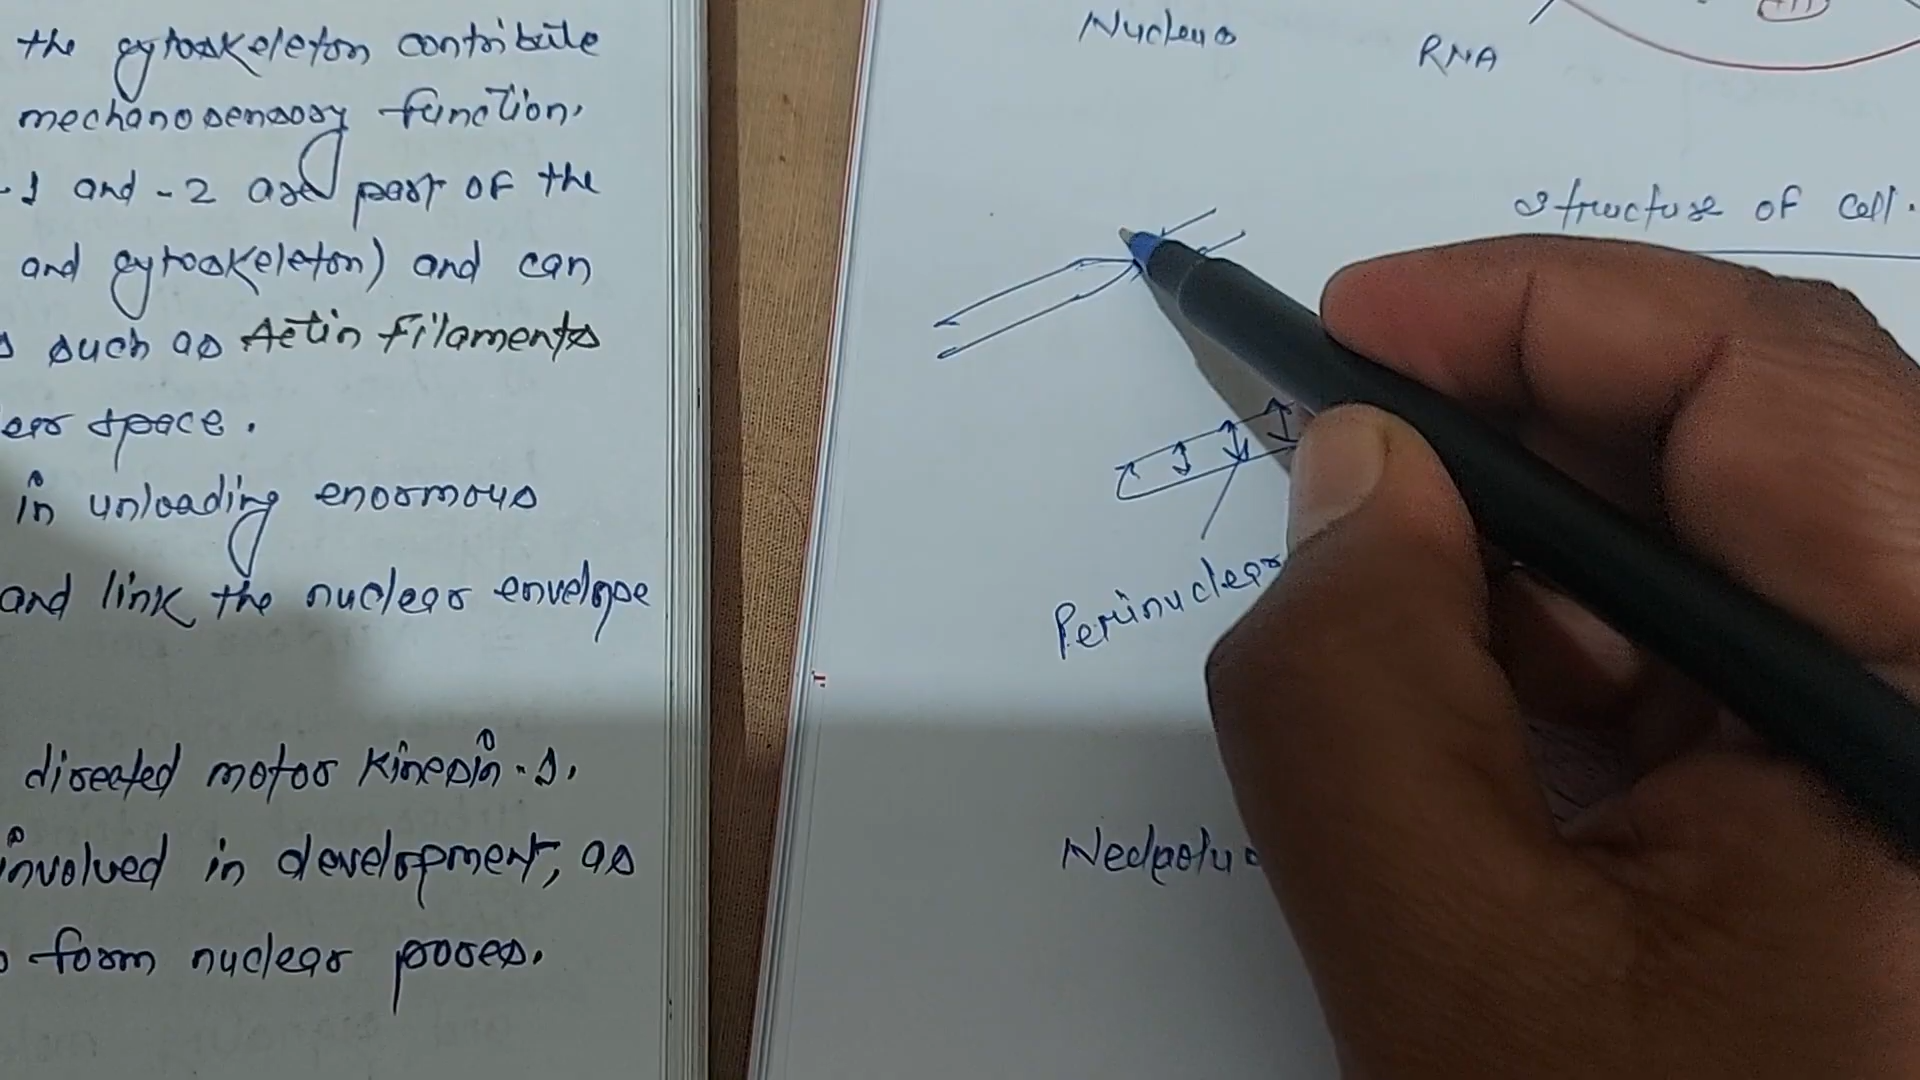 the cytoskeleton contribute
mechanosensory function.
-1 and -2 are part of the
and cytoskeleton) and can
such as Actin filaments
ear space.
in unloading enormous
and link the nuclear envelope
directed motor Kinesin-1.
involved in development, as
form nuclear pores.
Nucleus
RNA
Structure of cell.
Perinuclear